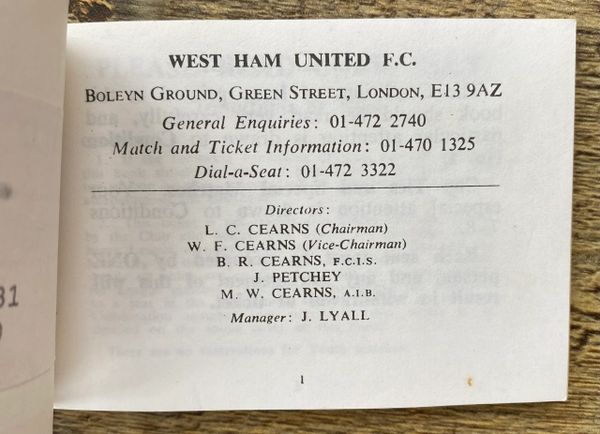 WEST HAM UNITED F.C.
BOLEYN GROUND, GREEN STREET, LONDON, E13 9AZ
General Enquiries: 01-472 2740
Match and Ticket Information: 01-470 1325
Dial-a-Seat: 01-472 3322
Directors:
L. C. CEARNS (Chairman)
W. F. CEARNS (Vice-Chairman)
B. R. CEARNS, F.C.I.S.
J. PETCHEY
M. W. CEARNS, A.I.B.
Manager: J. LYALL
1
31